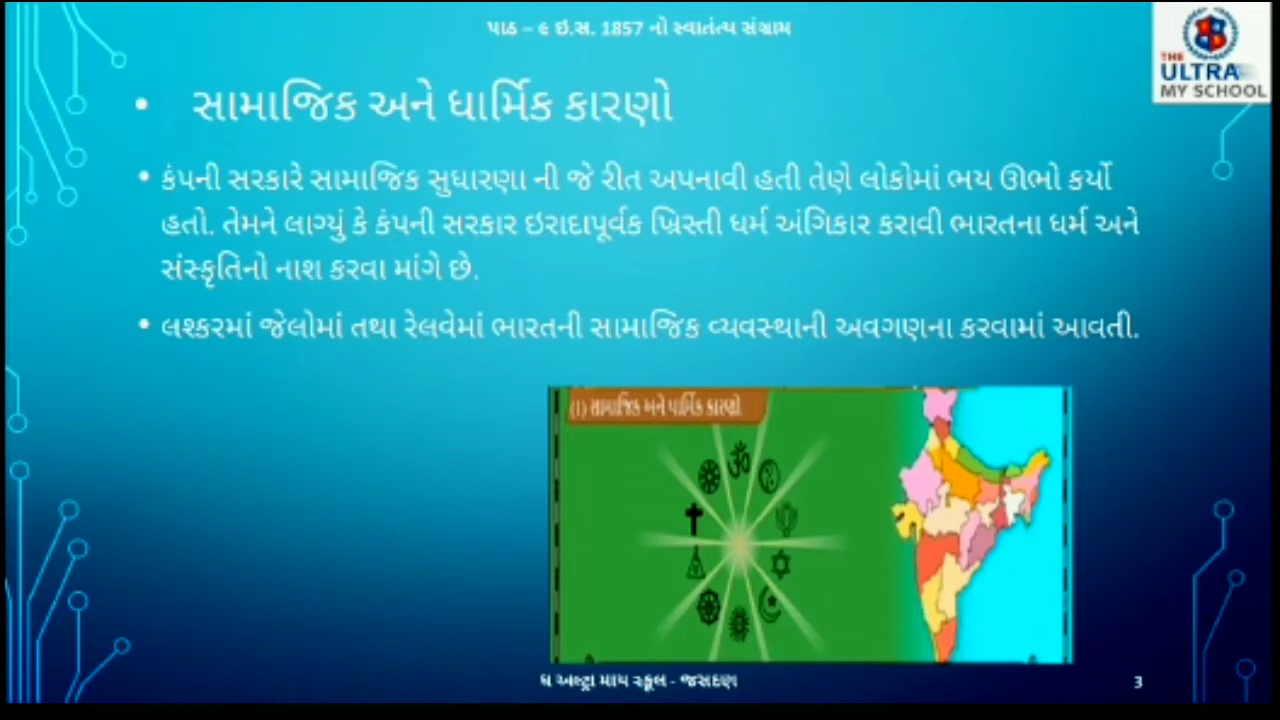 પાઠ – ૯ ઇ.સ. 1857 નો સ્વાતંત્ય સંગ્રામ
THE
ULTRA
MY SCHOOL
• સામાજિક અને ધાર્મિક કારણો
• કંપની સરકારે સામાજિક સુધારણા ની જે રીત અપનાવી હતી તેણે લોકોમાં ભય ઊભો કર્યો
હતો. તેમને લાગ્યું કે કંપની સરકાર ઇરાદાપૂર્વક ખ્રિસ્તી ધર્મ અંગિકાર કરાવી ભારતના ધર્મ અને
સંસ્કૃતિનો નાશ કરવા માંગે છે.
• લશ્કરમાં જેલોમાં તથા રેલવેમાં ભારતની સામાજિક વ્યવસ્થાની અવગણના કરવામાં આવતી.
(1) સામાજિક અને ધાર્મિક કારણો
ધ અલ્ટ્રા માય સ્કૂલ - જસદણ
3